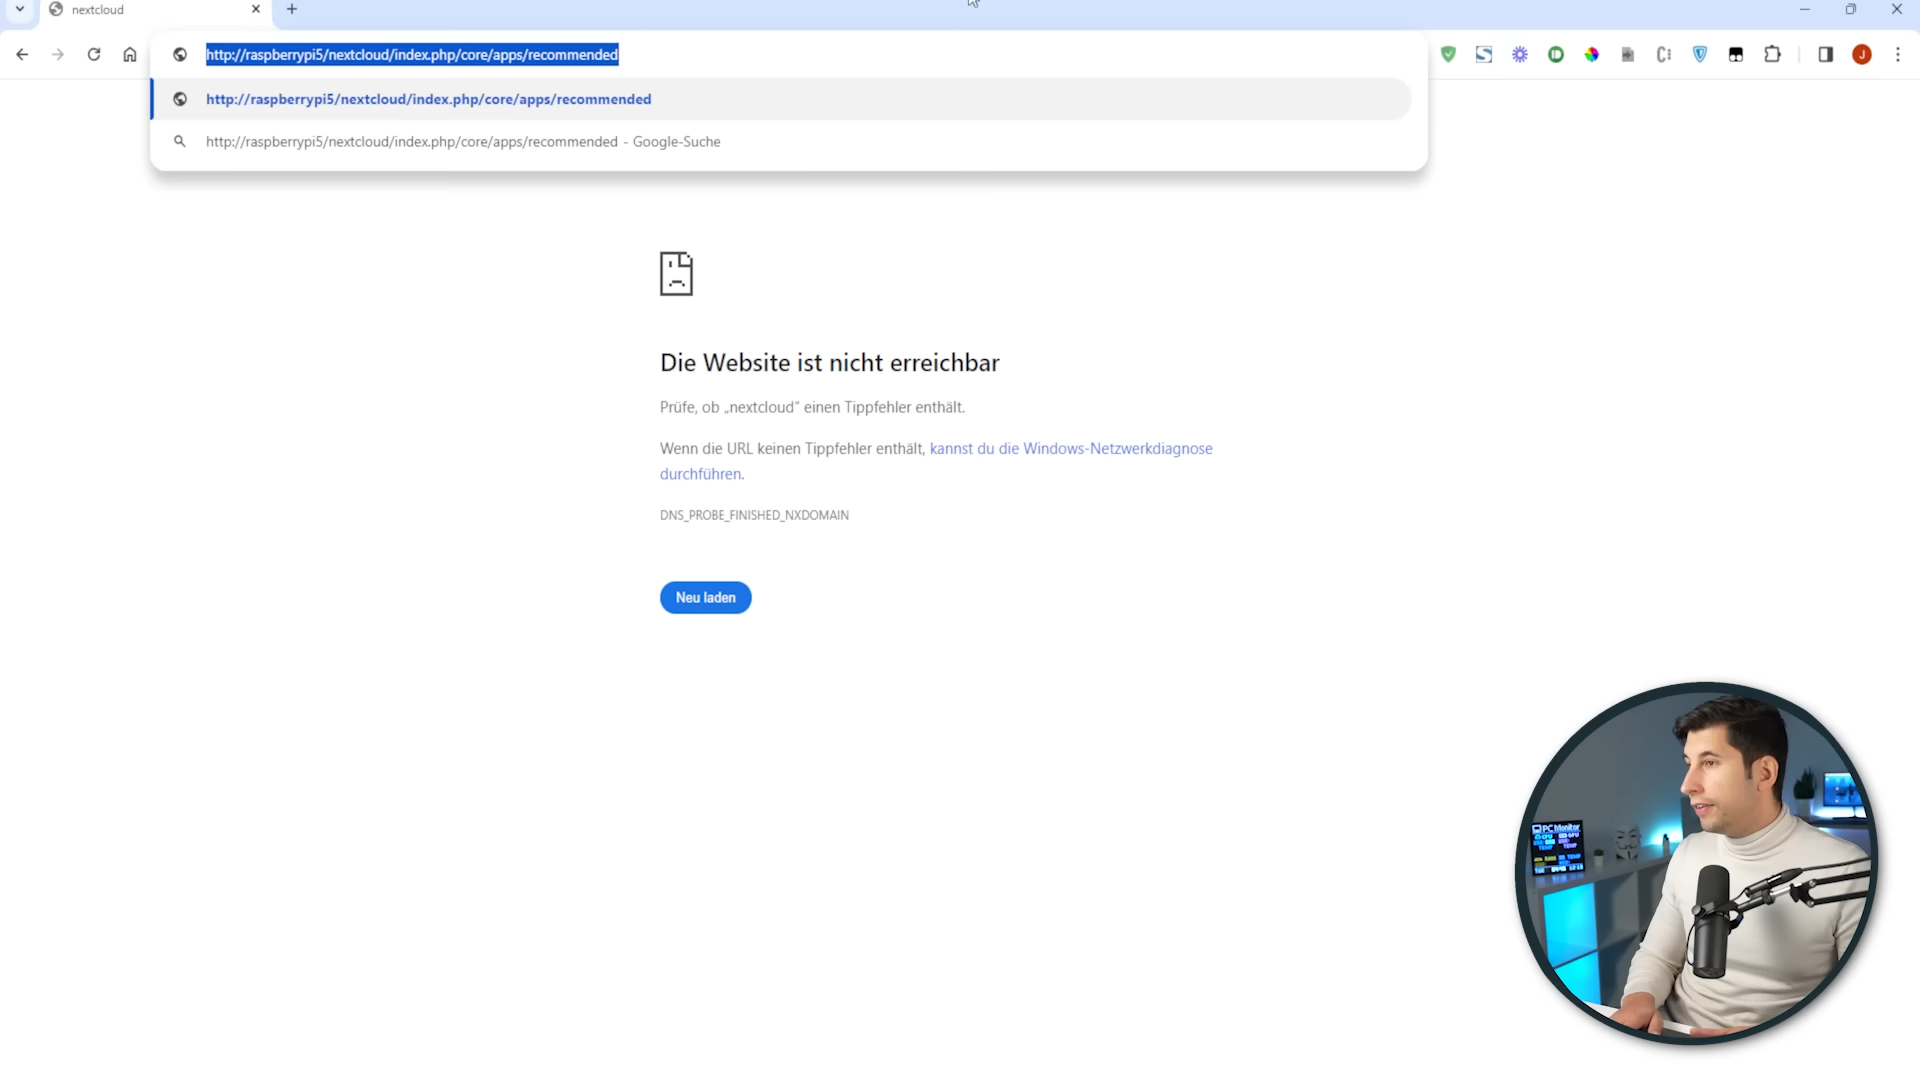 nextcloud
http://raspberrypi5/nextcloud/index.php/core/apps/recommended
J
http://raspberrypi5/nextcloud/index.php/core/apps/recommended
http://raspberrypi5/nextcloud/index.php/core/apps/recommended - Google-Suche
Die Website ist nicht erreichbar
Prüfe, ob „nextcloud“ einen Tippfehler enthält.
Wenn die URL keinen Tippfehler enthält, kannst du die Windows-Netzwerkdiagnose
durchführen.
DNS_PROBE_FINISHED_NXDOMAIN
Neu laden
PC Monitor